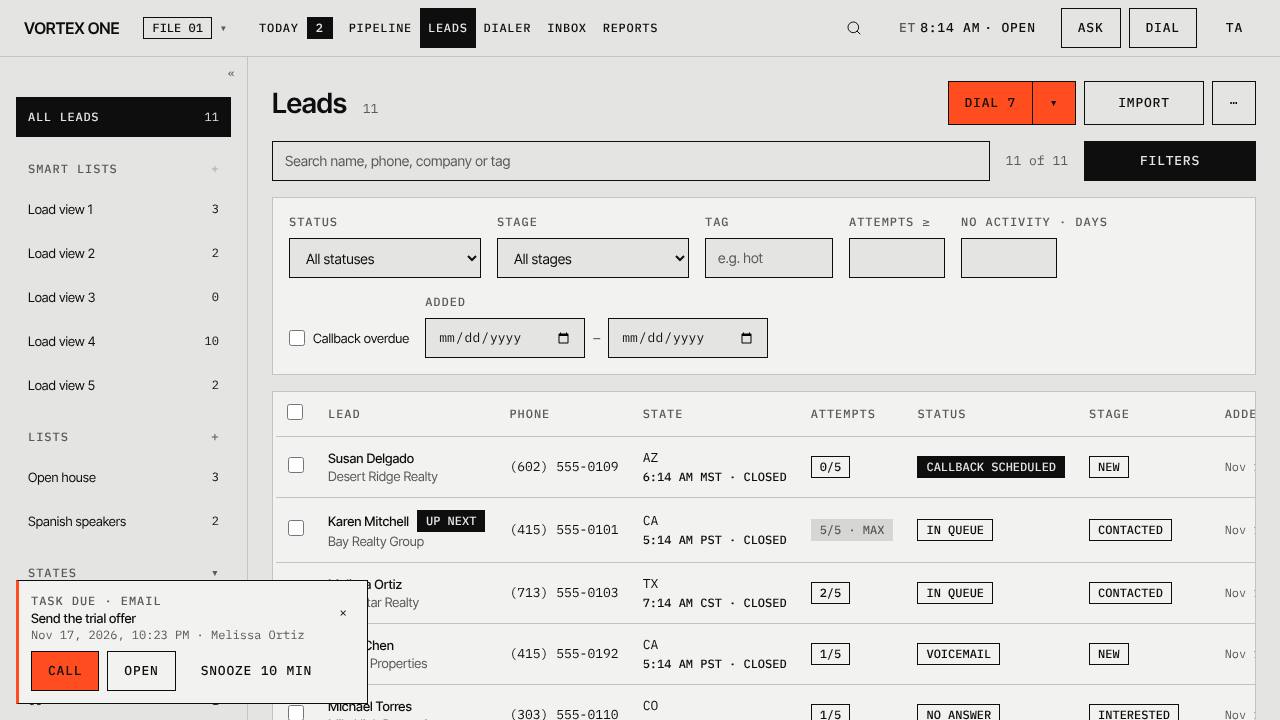 VORTEX ONE FILE 01 ▾ TODAY 2 PIPELINE LEADS DIALER INBOX REPORTS ET 8:14 AM · OPEN ASK DIAL TA
«
ALL LEADS 11
SMART LISTS +
Load view 1 3
Load view 2 2
Load view 3 0
Load view 4 10
Load view 5 2
LISTS +
Open house 3
Spanish speakers 2
STATES ▾
Leads 11 DIAL 7 ▾ IMPORT ⋯
Search name, phone, company or tag 11 of 11 FILTERS
STATUS STAGE TAG ATTEMPTS ≥ NO ACTIVITY · DAYS
All statuses All stages e.g. hot
ADDED
Callback overdue mm/dd/yyyy – mm/dd/yyyy
LEAD PHONE STATE ATTEMPTS STATUS STAGE ADDE
Susan Delgado (602) 555-0109 AZ 0/5 CALLBACK SCHEDULED NEW Nov
Desert Ridge Realty 6:14 AM MST · CLOSED
Karen Mitchell UP NEXT (415) 555-0101 CA 5/5 · MAX IN QUEUE CONTACTED Nov
Bay Realty Group 5:14 AM PST · CLOSED
Ortiz (713) 555-0103 TX 2/5 IN QUEUE CONTACTED Nov
Realty 7:14 AM CST · CLOSED
Chen (415) 555-0192 CA 1/5 VOICEMAIL NEW Nov
Properties 5:14 AM PST · CLOSED
Michael Torres (303) 555-0110 CO 1/5 NO ANSWER INTERESTED Nov
TASK DUE · EMAIL ×
Send the trial offer
Nov 17, 2026, 10:23 PM · Melissa Ortiz
CALL OPEN SNOOZE 10 MIN